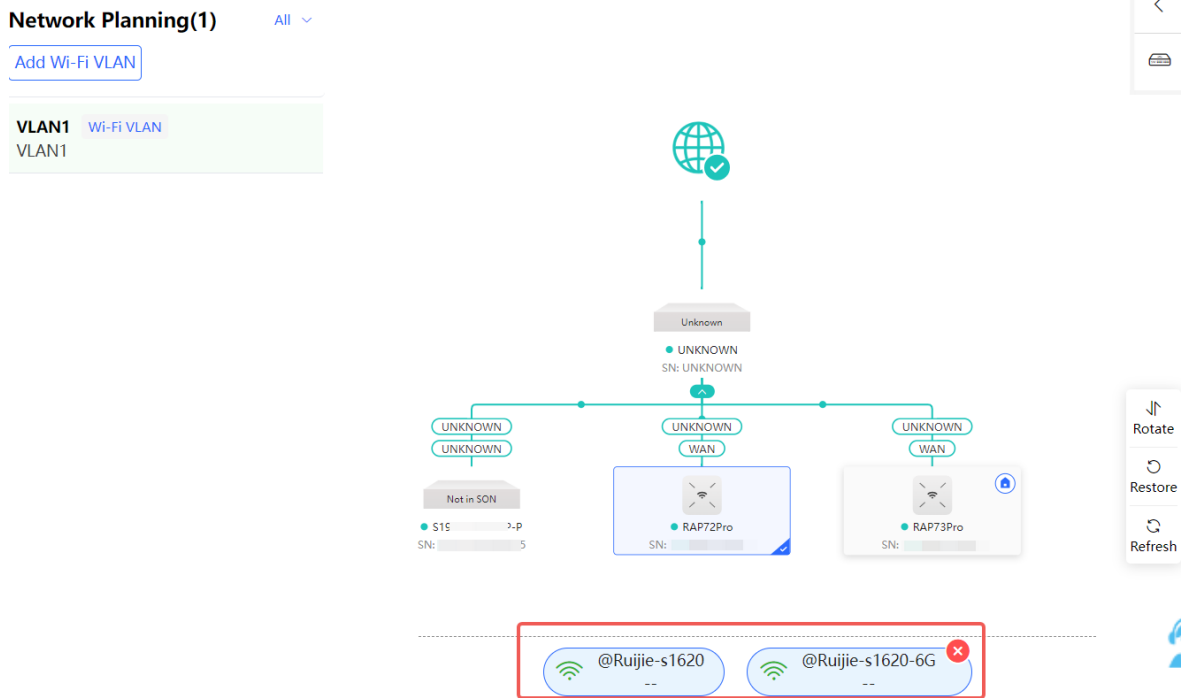 Network Planning(1)
All
Add Wi-Fi VLAN
VLAN1 Wi-Fi VLAN
VLAN1
Unknown
UNKNOWN
SN: UNKNOWN
UNKNOWN UNKNOWN UNKNOWN
UNKNOWN WAN WAN
Not in SON
RAP72Pro
RAP73Pro
SN:
SN:
SN:
Rotate
Restore
Refresh
@Ruijie-s1620
--
@Ruijie-s1620-6G
--